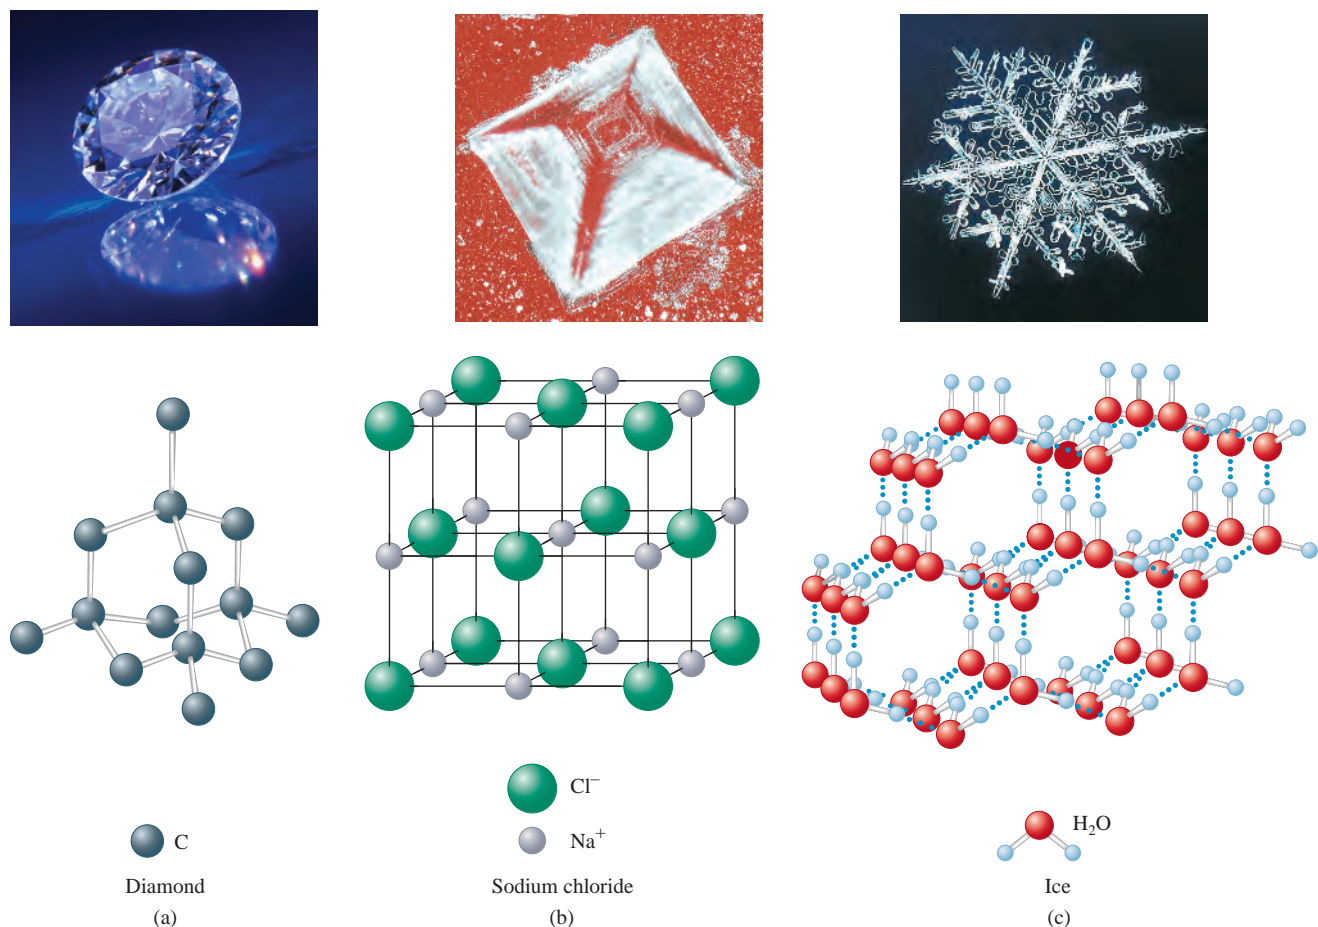 Cl⁻
C
Na⁺
H₂O
Diamond
Sodium chloride
Ice
(a)
(b)
(c)